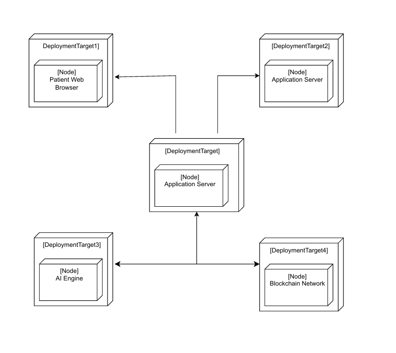 DeploymentTarget1]
[Node]
Patient Web
Browser
[DeploymentTarget2]
[Node]
Application Server
[DeploymentTarget]
[Node]
Application Server
[DeploymentTarget3]
[Node]
AI Engine
[DeploymentTarget4]
[Node]
Blockchain Network